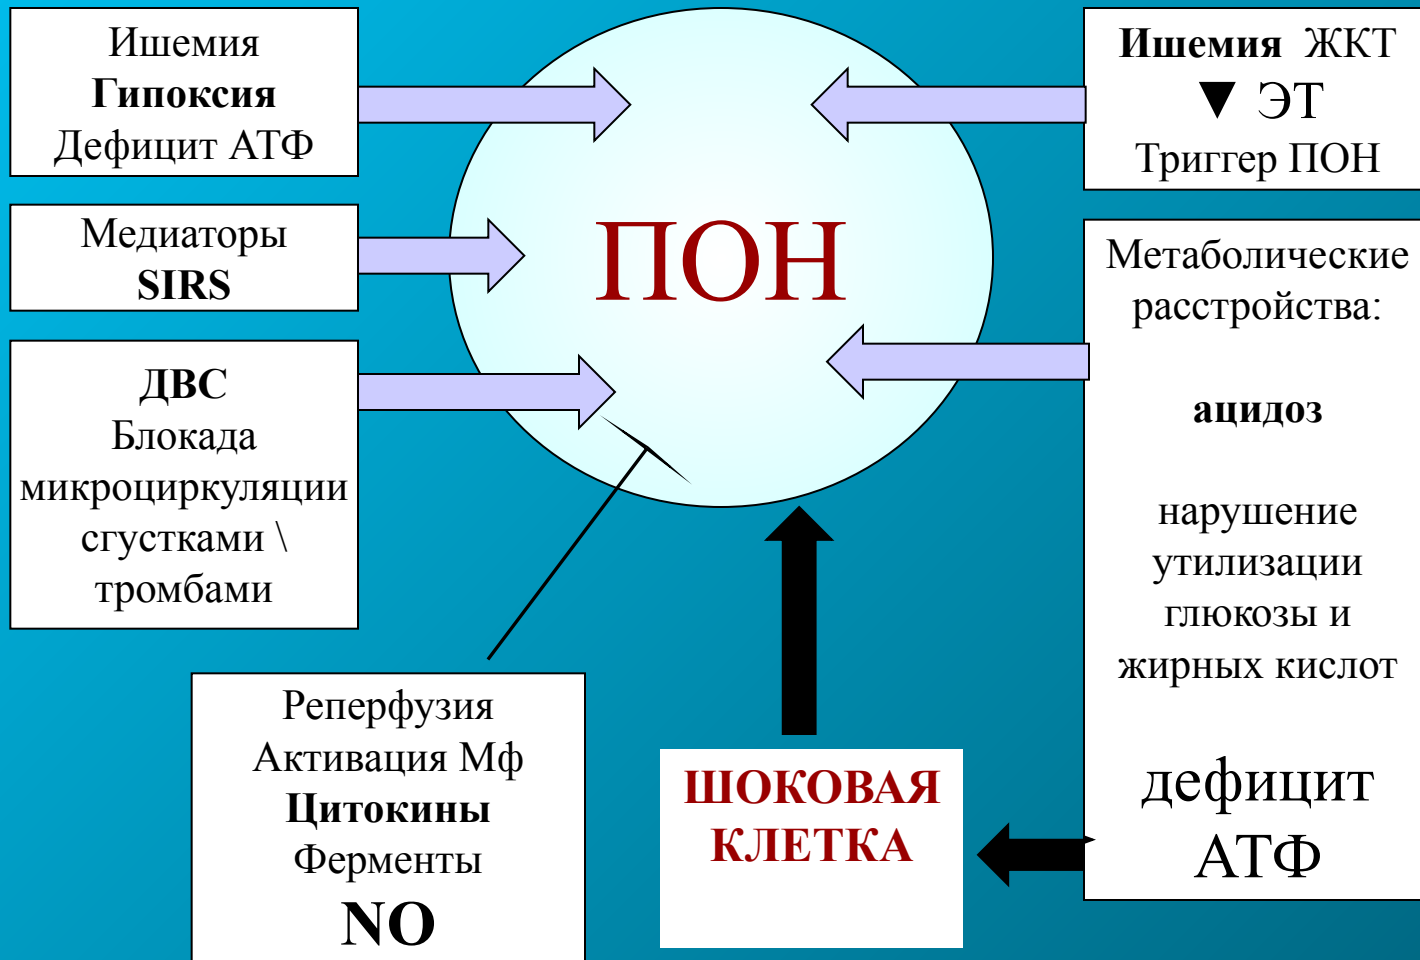 Ишемия
Гипоксия
Дефицит АТФ
Медиаторы
SIRS
ДВС
Блокада
микроциркуляции
сгустками \
тромбами
ПОН
Ишемия ЖКТ
▼ ЭТ
Триггер ПОН
Метаболические
расстройства:
ацидоз
нарушение
утилизации
глюкозы и
жирных кислот
дефицит
АТФ
Реперфузия
Активация Мф
Цитокины
Ферменты
NO
ШОКОВАЯ
КЛЕТКА